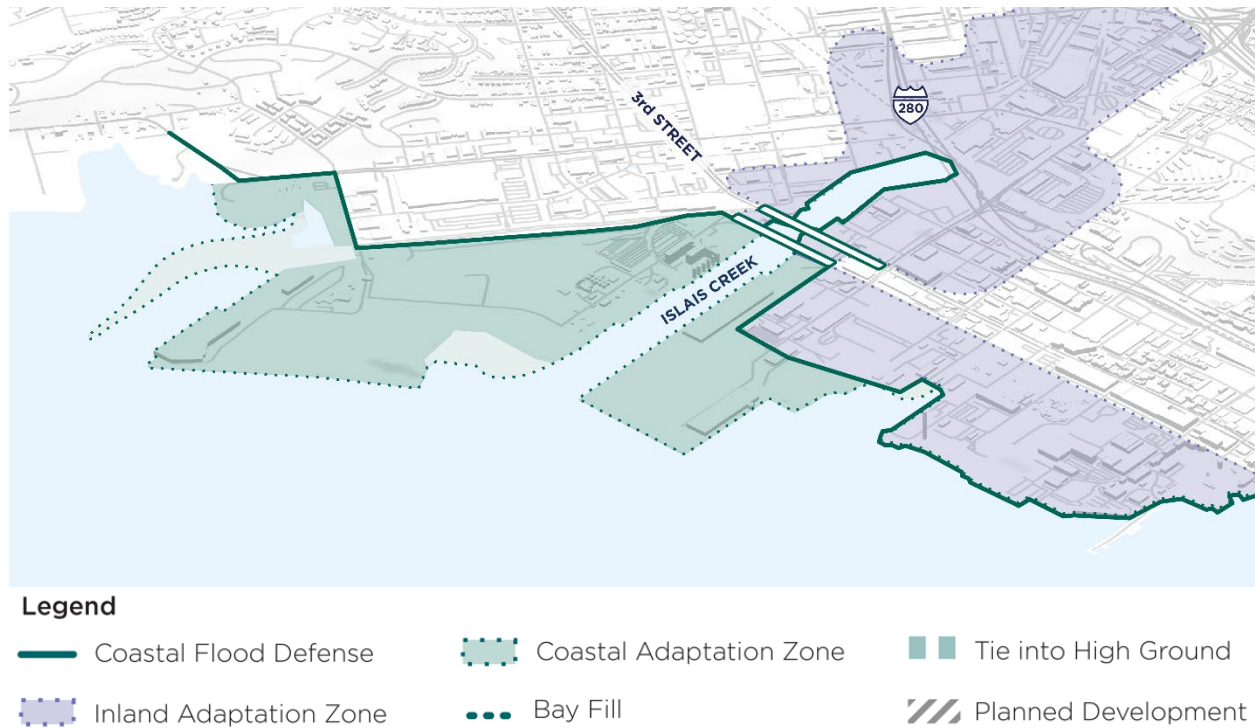 3rd STREET
280
ISLAIS CREEK
Legend
Coastal Flood Defense
Coastal Adaptation Zone
Tie into High Ground
Inland Adaptation Zone
Bay Fill
Planned Development